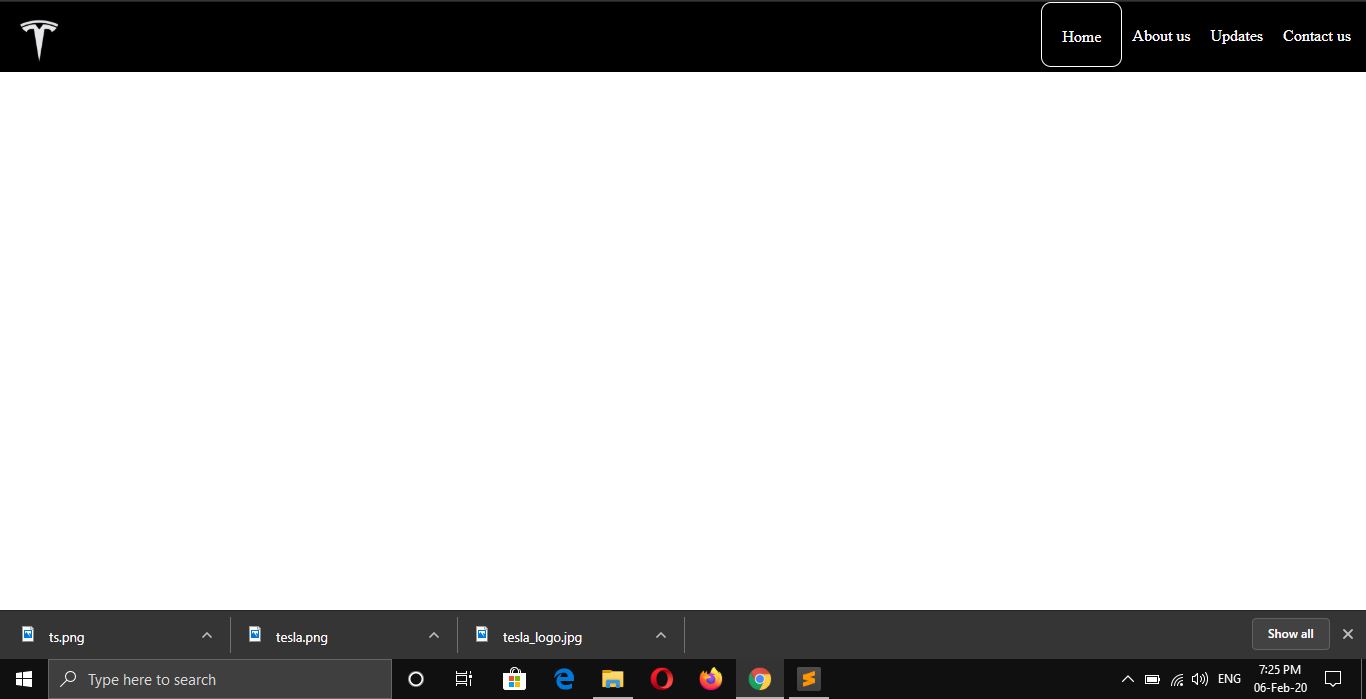 Home About us Updates Contact us
ts.png tesla.png tesla_logo.jpg Show all
Type here to search ENG 7:25 PM
06-Feb-20